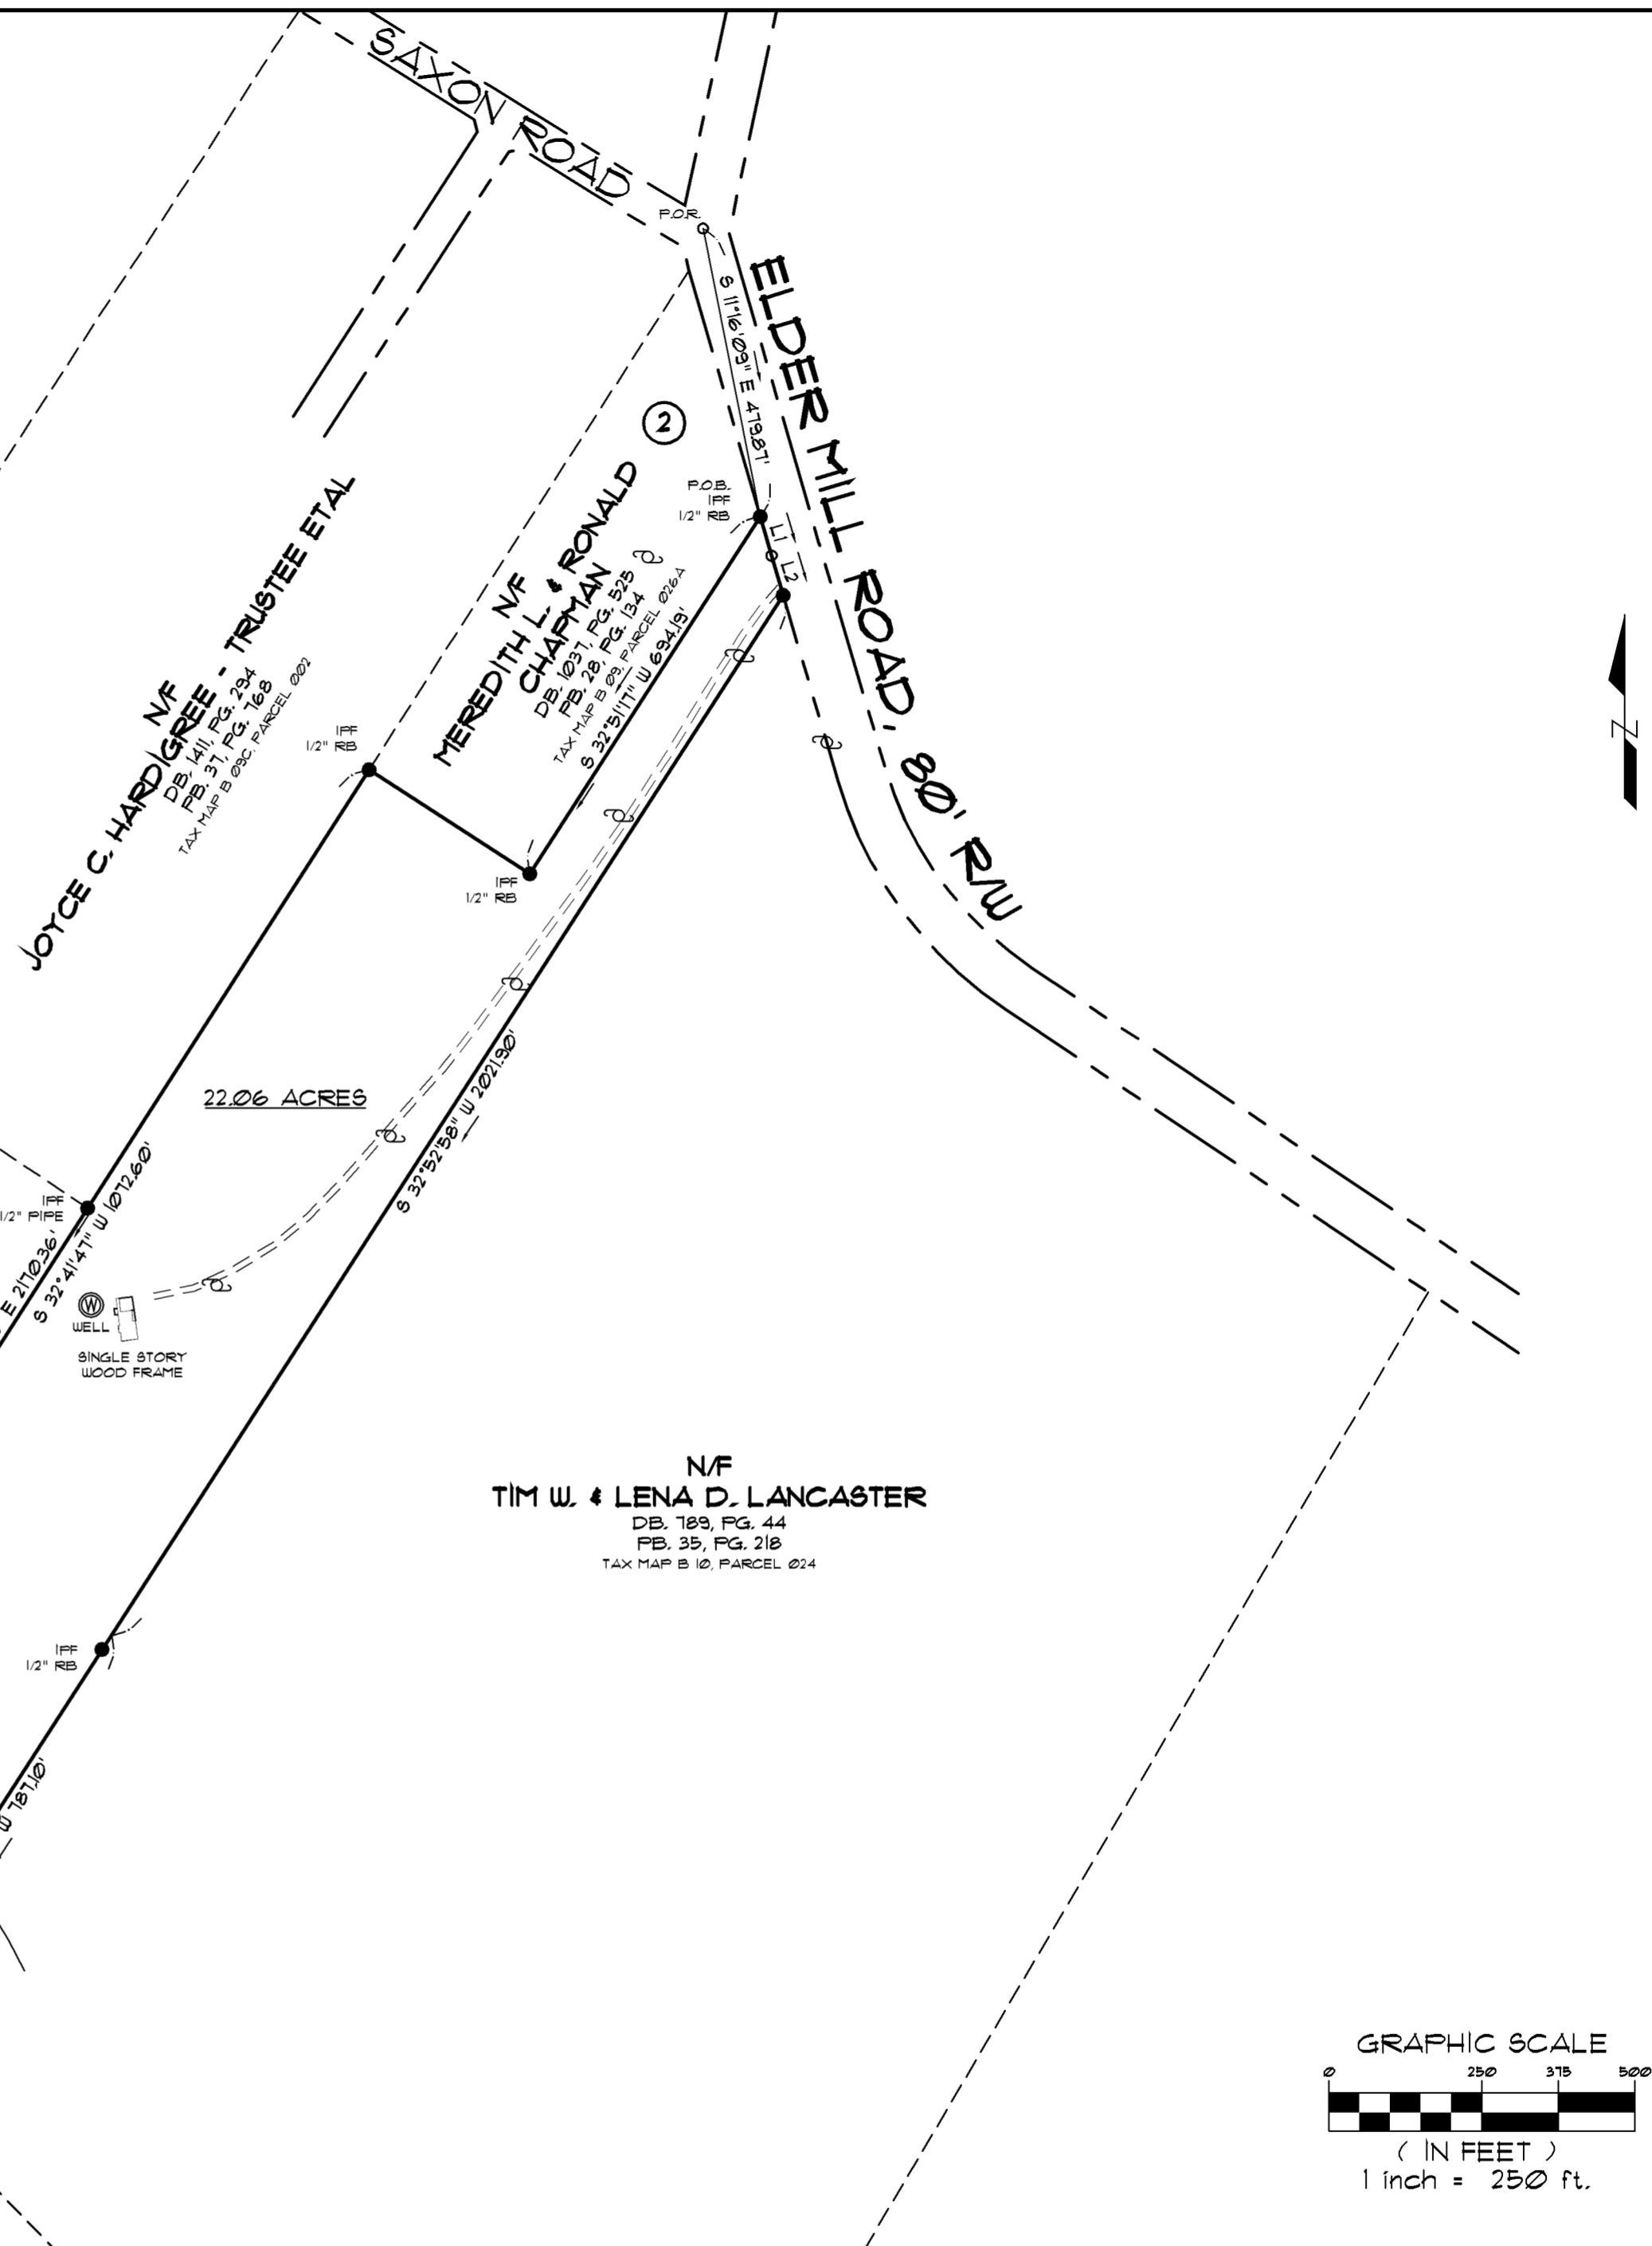 SAXON ROAD
P.O.R.
S 11°16'09" E 479.87'
ELDER MILL ROAD, 80' R/W
2
P.O.B.
IPF
1/2" RB
L1
L2
N/F
MEREDITH L. & RONALD
CHAPMAN
DB. 1037, PG. 525
PB. 28, PG. 134
TAX MAP B 09, PARCEL 026A
S 32°51'17" W 694.19'
N/F
JOYCE C. HARDIGREE - TRUSTEE ETAL
DB. 1411, PG. 294
PB. 37, PG. 768
TAX MAP B 09C, PARCEL 002
IPF
1/2" RB
IPF
1/2" RB
Z
22.06 ACRES
S 32°52'58" W 2021.90'
IPF
1/2" PIPE
E 2170.36'
S 32°41'47" W 1072.60'
W
WELL
SINGLE STORY
WOOD FRAME
N/F
TIM W. & LENA D. LANCASTER
DB. 789, PG. 44
PB. 35, PG. 218
TAX MAP B 10, PARCEL 024
IPF
1/2" RB
W 787.10'
GRAPHIC SCALE
0 250 375 500
( IN FEET )
1 inch = 250 ft.